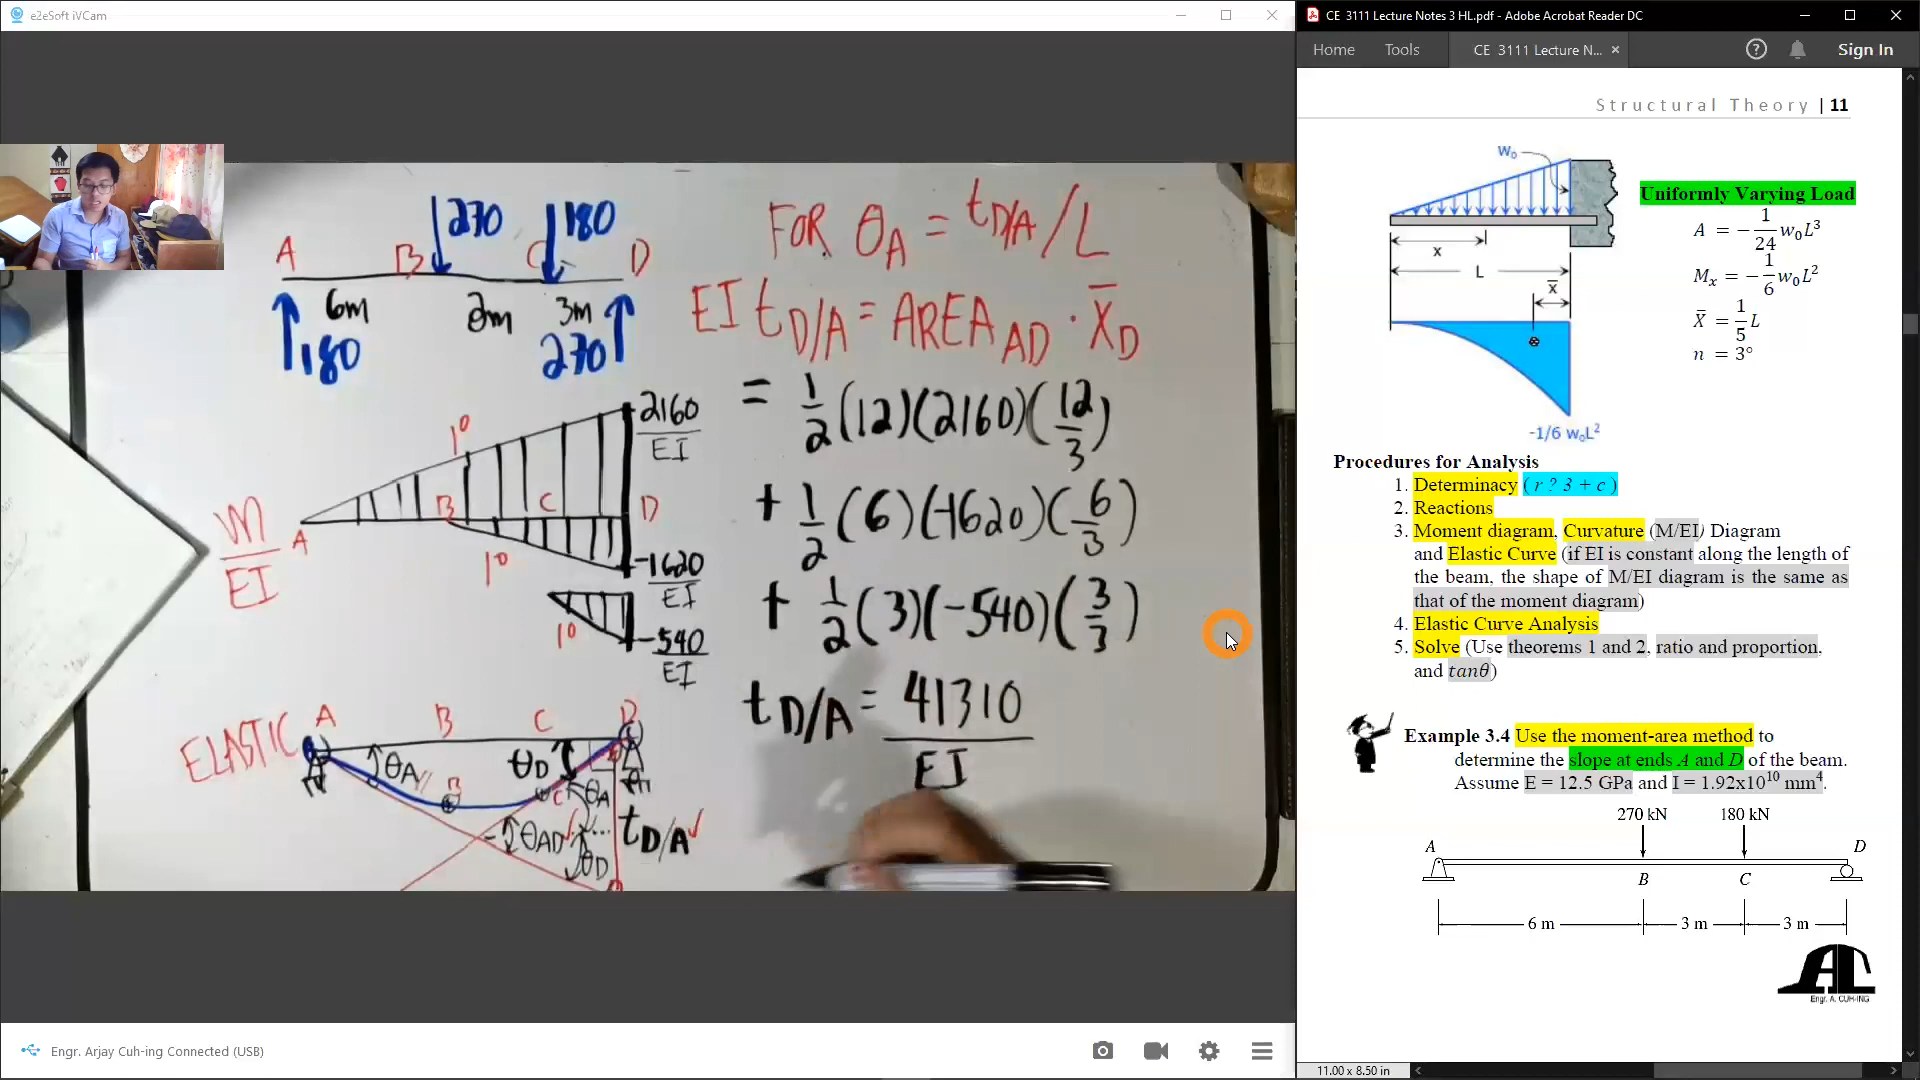 e2eSoft iVCam
270
180
A
B
C
D
6m
2m
3m
180
270
FOR θA = tD/A/L
EI tD/A = AREA AD · X̄D
= 1/2 (12)(2160)(12/3)
+ 1/2 (6)(-1620)(6/3)
+ 1/2 (3)(-540)(3/3)
tD/A = 41310/EI
M/EI
1°
2160/EI
A
B
C
D
1°
-1620/EI
1°
-540/EI
ELASTIC
A
B
C
D
θA
θD
B
C
θA
θAD
θD
tD/A
Engr. Arjay Cuh-ing Connected (USB)
CE 3111 Lecture Notes 3 HL.pdf - Adobe Acrobat Reader DC
Home
Tools
CE 3111 Lecture N...
Sign In
Structural Theory | 11
w₀
x
L
x̄
-1/6 w₀L²
Uniformly Varying Load
A = -1/24 w₀L³
Mₓ = -1/6 w₀L²
X̄ = 1/5 L
n = 3°
Procedures for Analysis
1. Determinacy ( r ? 3 + c )
2. Reactions
3. Moment diagram, Curvature (M/EI) Diagram
and Elastic Curve (if EI is constant along the length of
the beam, the shape of M/EI diagram is the same as
that of the moment diagram)
4. Elastic Curve Analysis
5. Solve (Use theorems 1 and 2, ratio and proportion,
and tanθ)
Example 3.4 Use the moment-area method to
determine the slope at ends A and D of the beam.
Assume E = 12.5 GPa and I = 1.92x10¹⁰ mm⁴.
270 kN
180 kN
A
D
B
C
6 m
3 m
3 m
Engr. A. CUH-ING
11.00 x 8.50 in